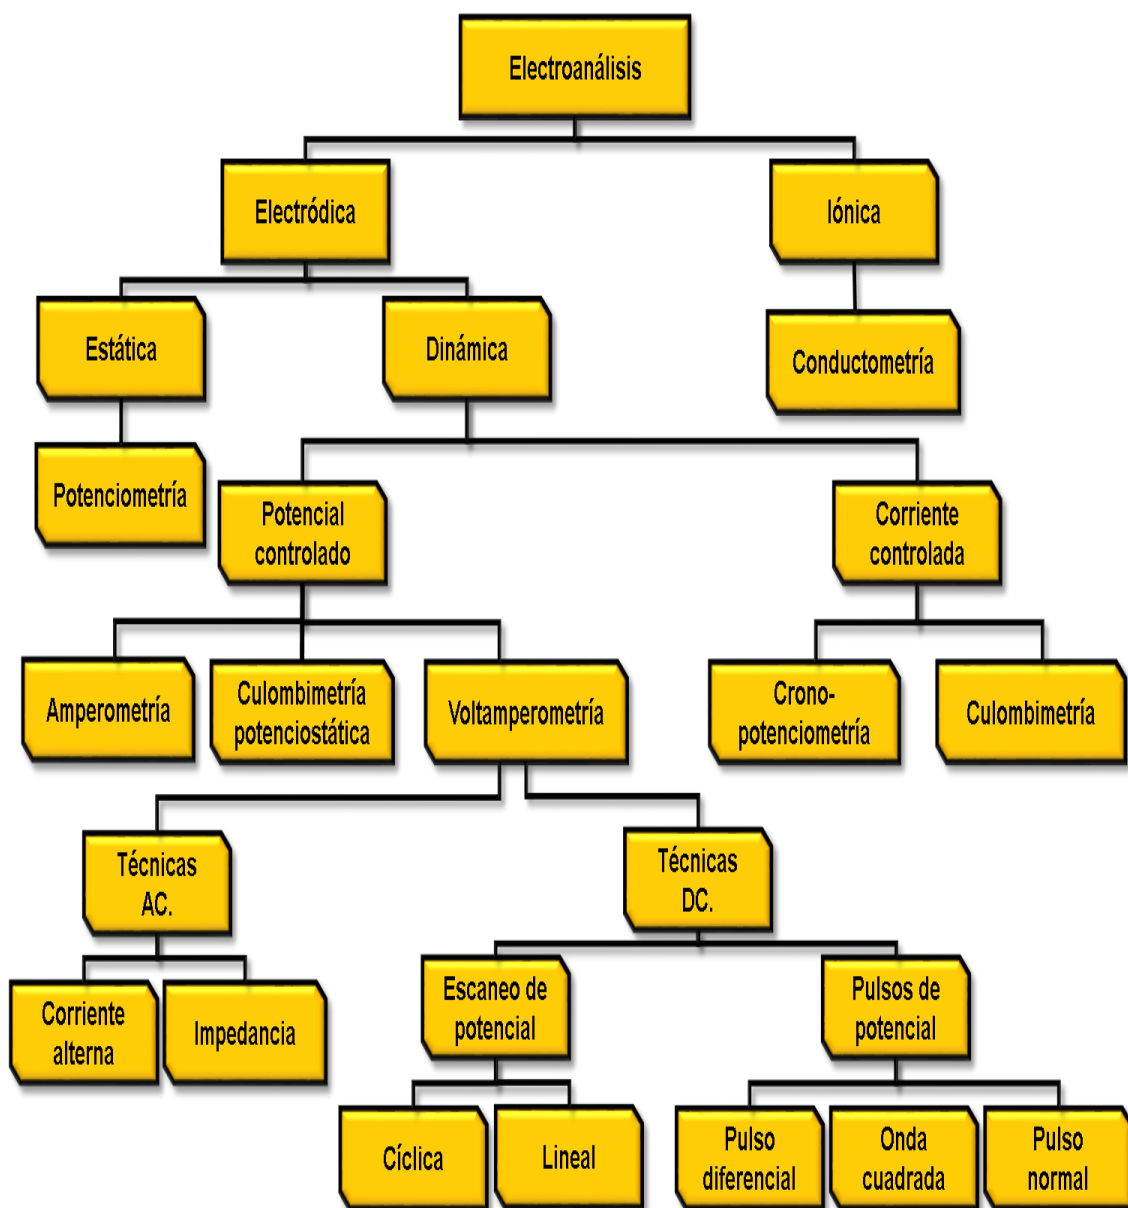 Electroanálisis
Electródica
Iónica
Estática
Dinámica
Conductometría
Potenciometría
Potencial
controlado
Corriente
controlada
Amperometría
Culombimetría
potenciostática
Voltamperometría
Crono-
potenciometría
Culombimetría
Técnicas
AC.
Técnicas
DC.
Corriente
alterna
Impedancia
Escaneo de
potencial
Pulsos de
potencial
Cíclica
Lineal
Pulso
diferencial
Onda
cuadrada
Pulso
normal